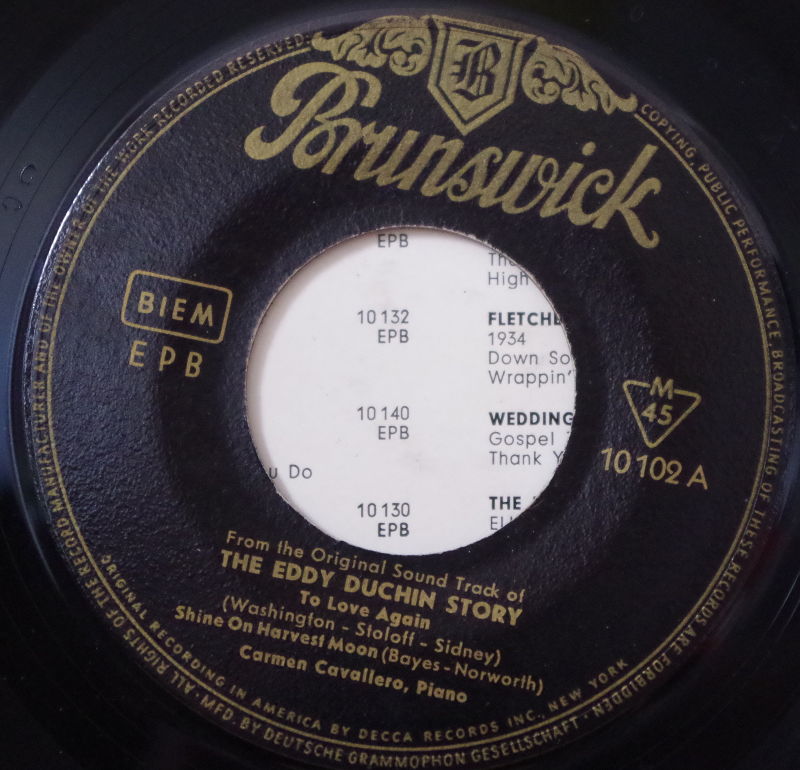 B
Brunswick
BIEM
EPB
M
45
10 102 A
EPB
High
10 132
EPB
FLETCHE
1934
Down So
Wrappin'
10 140
EPB
WEDDING
Gospel
Thank Y
u Do
10 130
EPB
THE
From the Original Sound Track of
THE EDDY DUCHIN STORY
To Love Again
(Washington - Stoloff - Sidney)
Shine On Harvest Moon (Bayes - Norworth)
Carmen Cavallero, Piano
ORIGINAL RECORDING IN AMERICA BY DECCA RECORDS INC., NEW YORK
ALL RIGHTS OF THE RECORD MANUFACTURER AND OF THE OWNER OF THE WORK RECORDED RESERVED.
COPYING, PUBLIC PERFORMANCE, BROADCASTING OF THESE RECORDS ARE FORBIDDEN
· MFD. BY DEUTSCHE GRAMMOPHON GESELLSCHAFT ·